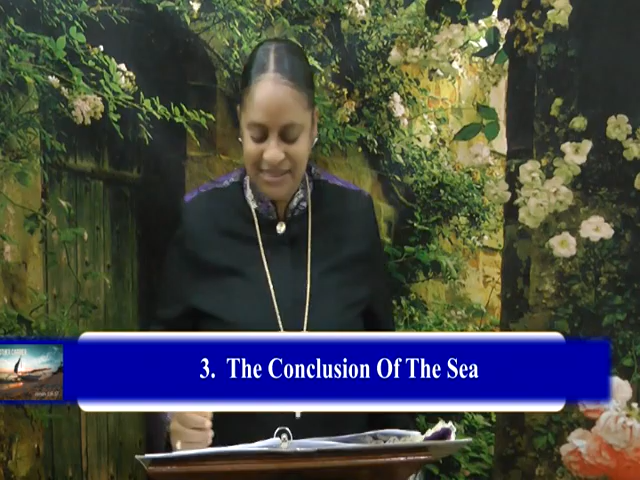 3. The Conclusion Of The Sea